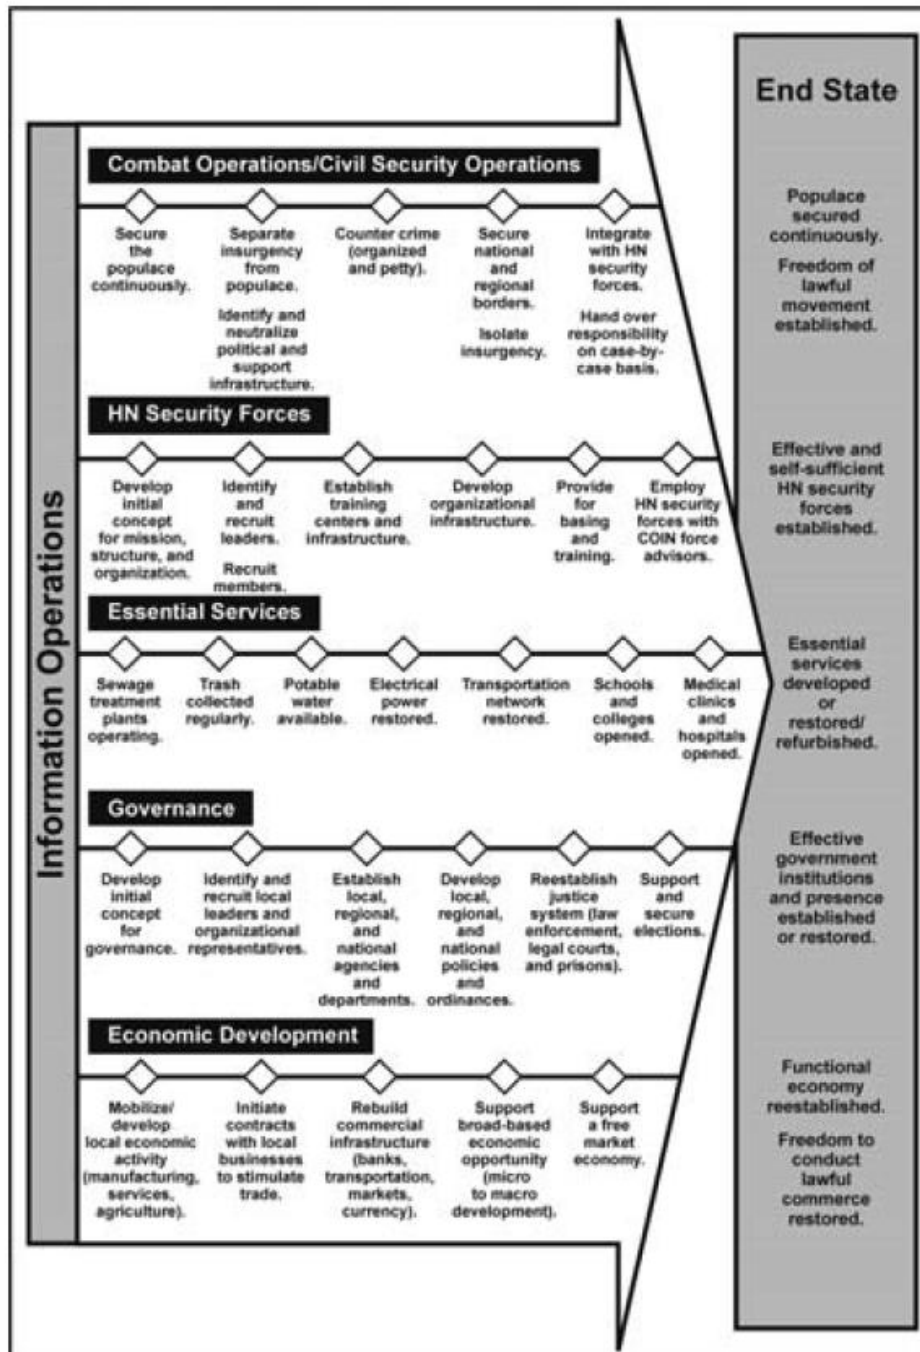 Information Operations
Combat Operations/Civil Security Operations
Secure
the
populace
continuously.
Separate
insurgency
from
populace.
Identify and
neutralize
political and
support
infrastructure.
Counter crime
(organized
and petty).
Secure
national
and
regional
borders.
Isolate
insurgency.
Integrate
with HN
security
forces.
Hand over
responsibility
on case-by-
case basis.
HN Security Forces
Develop
initial
concept
for mission,
structure, and
organization.
Identify
and
recruit
leaders.
Recruit
members.
Establish
training
centers and
infrastructure.
Develop
organizational
infrastructure.
Provide
for
basing
and
training.
Employ
HN security
forces with
COIN force
advisors.
Essential Services
Sewage
treatment
plants
operating.
Trash
collected
regularly.
Potable
water
available.
Electrical
power
restored.
Transportation
network
restored.
Schools
and
colleges
opened.
Medical
clinics
and
hospitals
opened.
Governance
Develop
initial
concept
for
governance.
Identify and
recruit local
leaders and
organizational
representatives.
Establish
local,
regional,
and
national
agencies
and
departments.
Develop
local,
regional,
and
national
policies
and
ordinances.
Reestablish
justice
system (law
enforcement,
legal courts,
and prisons).
Support
and
secure
elections.
Economic Development
Mobilize/
develop
local economic
activity
(manufacturing,
services,
agriculture).
Initiate
contracts
with local
businesses
to stimulate
trade.
Rebuild
commercial
infrastructure
(banks,
transportation,
markets,
currency).
Support
broad-based
economic
opportunity
(micro
to macro
development).
Support
a free
market
economy.
End State
Populace
secured
continuously.
Freedom of
lawful
movement
established.
Effective and
self-sufficient
HN security
forces
established.
Essential
services
developed
or
restored/
refurbished.
Effective
government
institutions
and presence
established
or restored.
Functional
economy
reestablished.
Freedom to
conduct
lawful
commerce
restored.